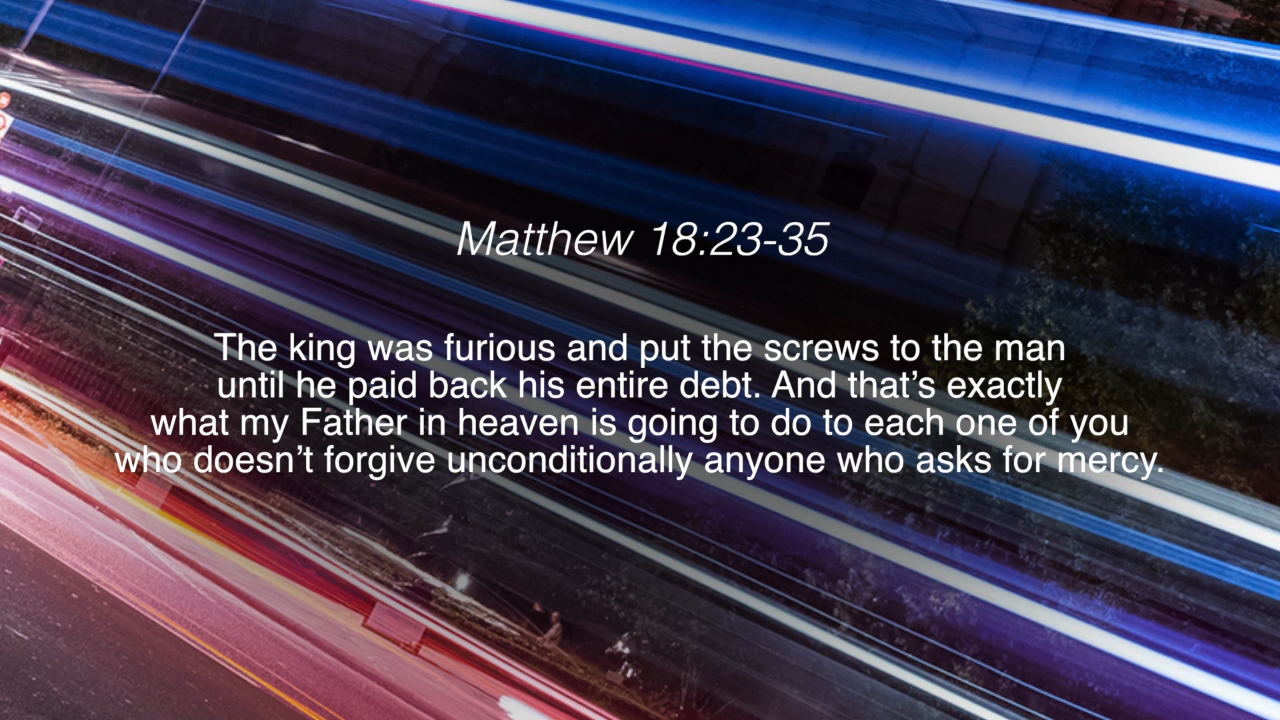 Matthew 18:23-35
The king was furious and put the screws to the man
until he paid back his entire debt. And that’s exactly
what my Father in heaven is going to do to each one of you
who doesn’t forgive unconditionally anyone who asks for mercy.